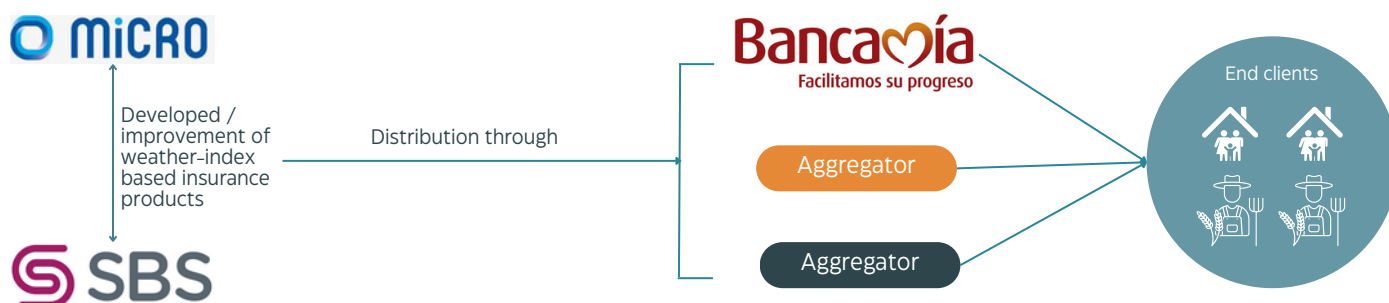 MiCRO
Developed /
improvement of
weather-index
based insurance
products
SBS
Distribution through
Bancamía
Facilitamos su progreso
Aggregator
Aggregator
End clients